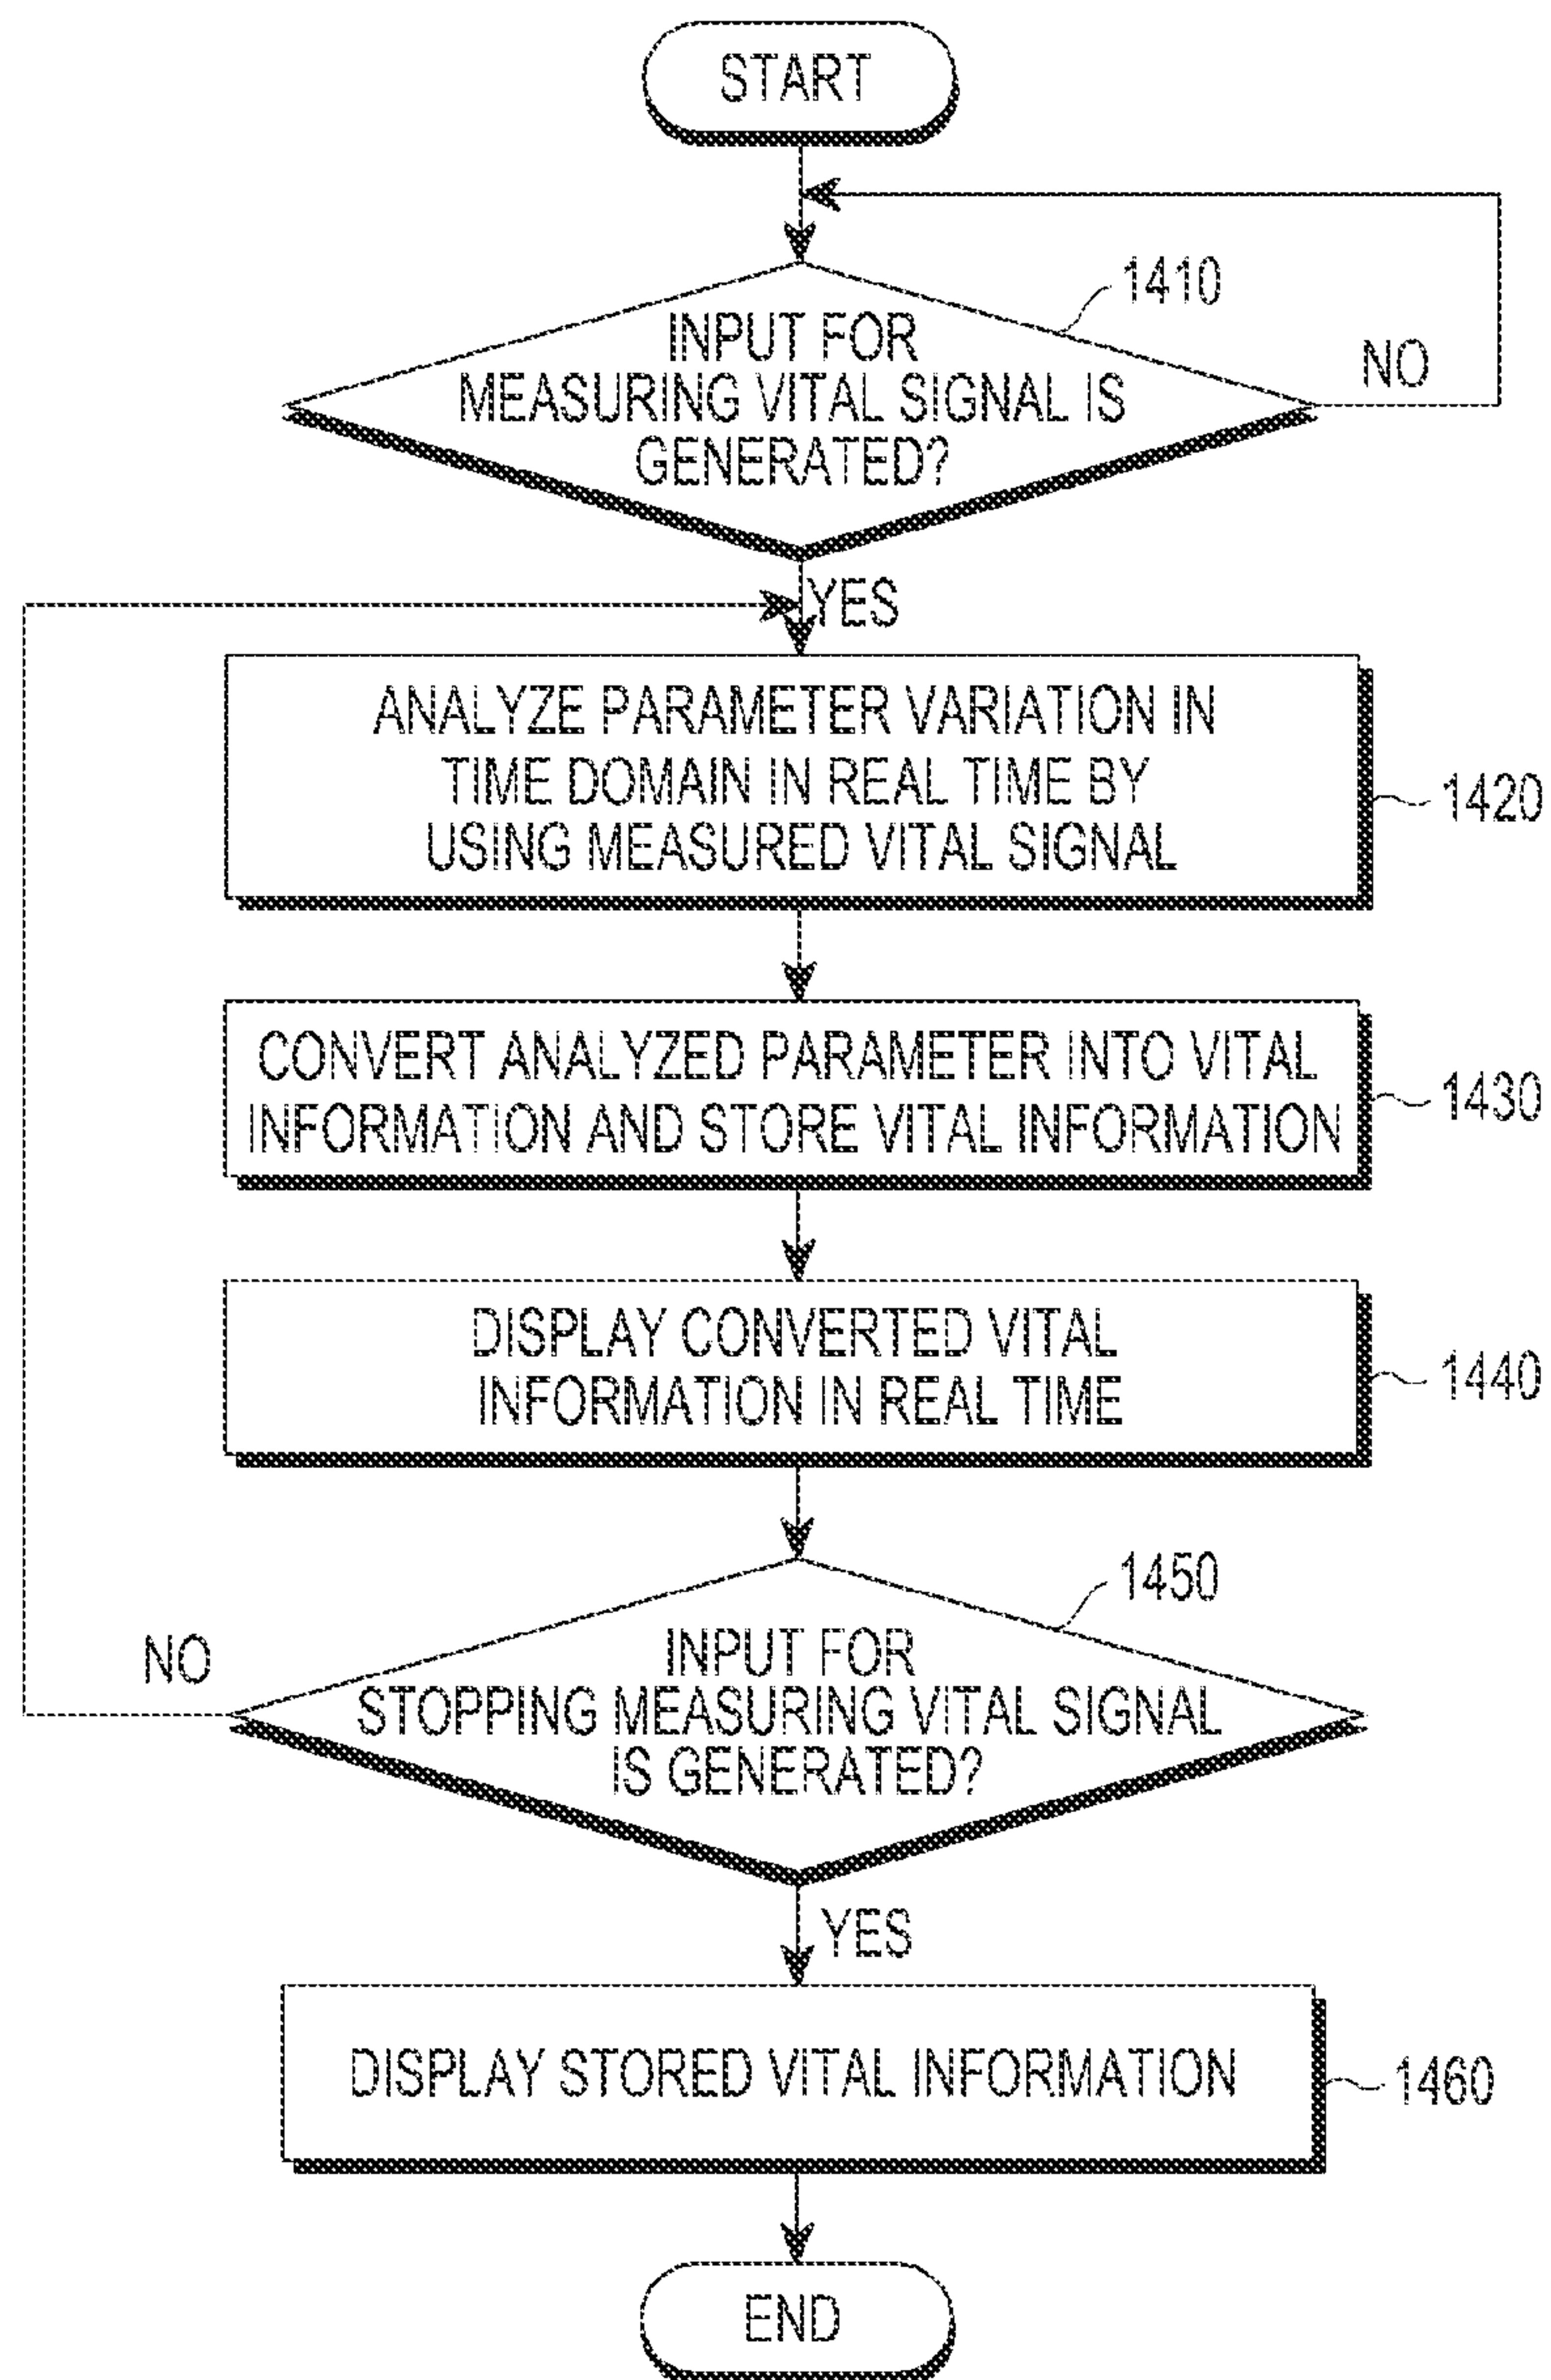 START
1410
INPUT FOR
MEASURING VITAL SIGNAL IS
GENERATED?
NO
YES
ANALYZE PARAMETER VARIATION IN
TIME DOMAIN IN REAL TIME BY
USING MEASURED VITAL SIGNAL
1420
CONVERT ANALYZED PARAMETER INTO VITAL
INFORMATION AND STORE VITAL INFORMATION
1430
DISPLAY CONVERTED VITAL
INFORMATION IN REAL TIME
1440
1450
INPUT FOR
STOPPING MEASURING VITAL SIGNAL
IS GENERATED?
NO
YES
DISPLAY STORED VITAL INFORMATION
1460
END